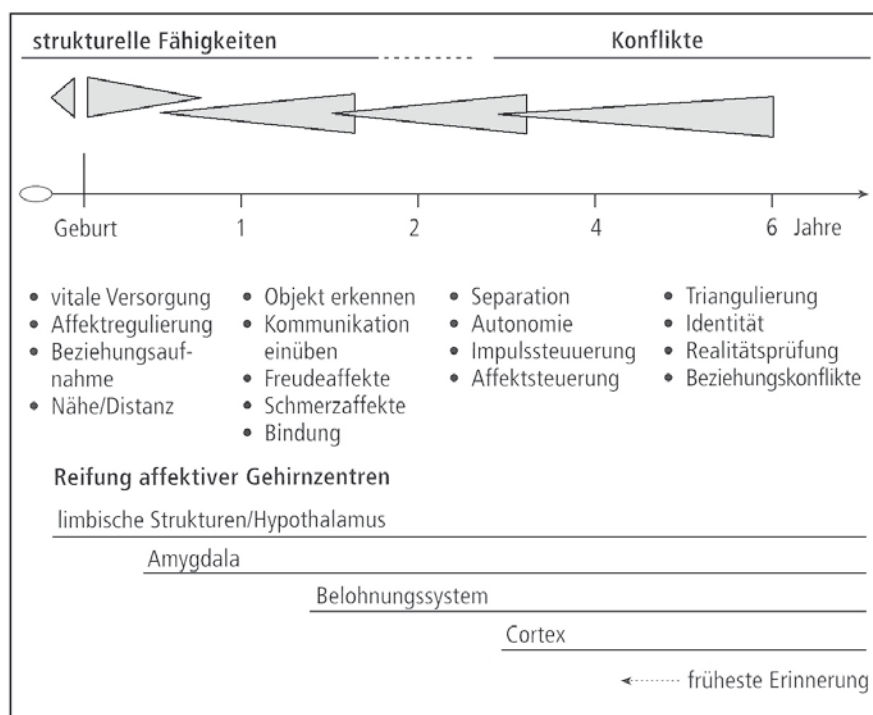 strukturelle Fähigkeiten
Konflikte
Geburt 1 2 4 6 Jahre
• vitale Versorgung
• Affektregulierung
• Beziehungsauf-
nahme
• Nähe/Distanz
• Objekt erkennen
• Kommunikation
einüben
• Freudeaffekte
• Schmerzaffekte
• Bindung
• Separation
• Autonomie
• Impulssteuuerung
• Affektsteuerung
• Triangulierung
• Identität
• Realitätsprüfung
• Beziehungskonflikte
Reifung affektiver Gehirnzentren
limbische Strukturen/Hypothalamus
Amygdala
Belohnungssystem
Cortex
früheste Erinnerung